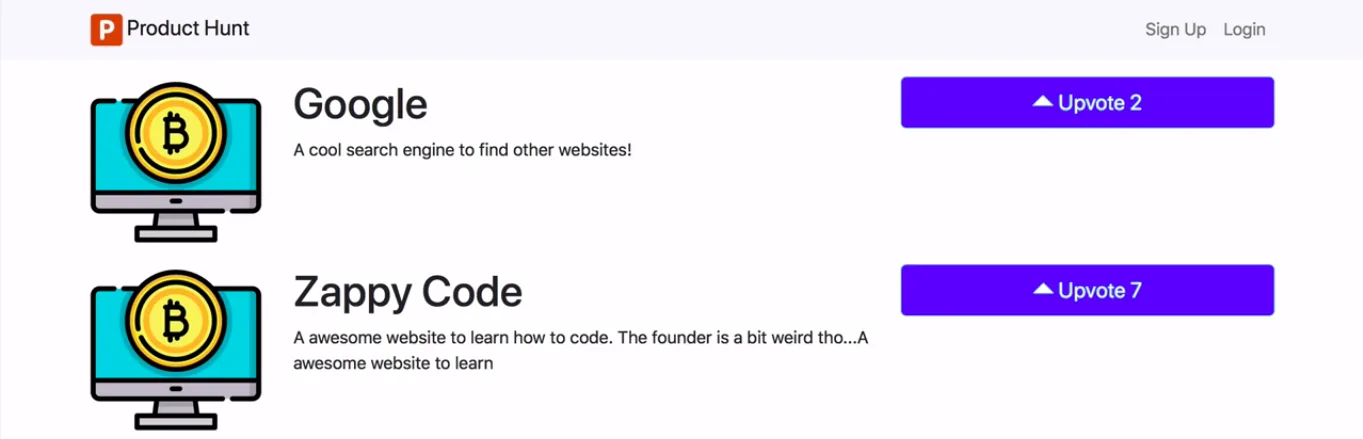 P Product Hunt Sign Up Login
Google
Upvote 2
A cool search engine to find other websites!
Zappy Code
Upvote 7
A awesome website to learn how to code. The founder is a bit weird tho...A
awesome website to learn